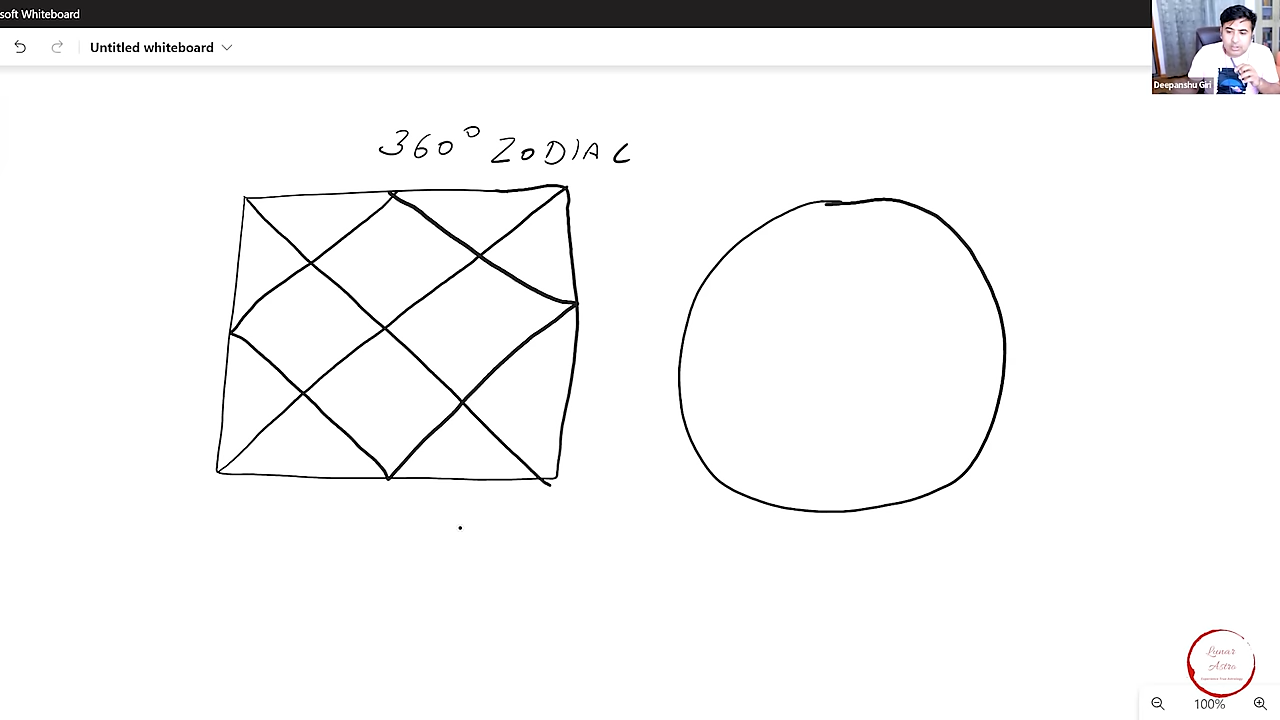 soft Whiteboard
Untitled whiteboard
Deepanshu Giri
360° ZODIAC
Lunar
Astro
100%